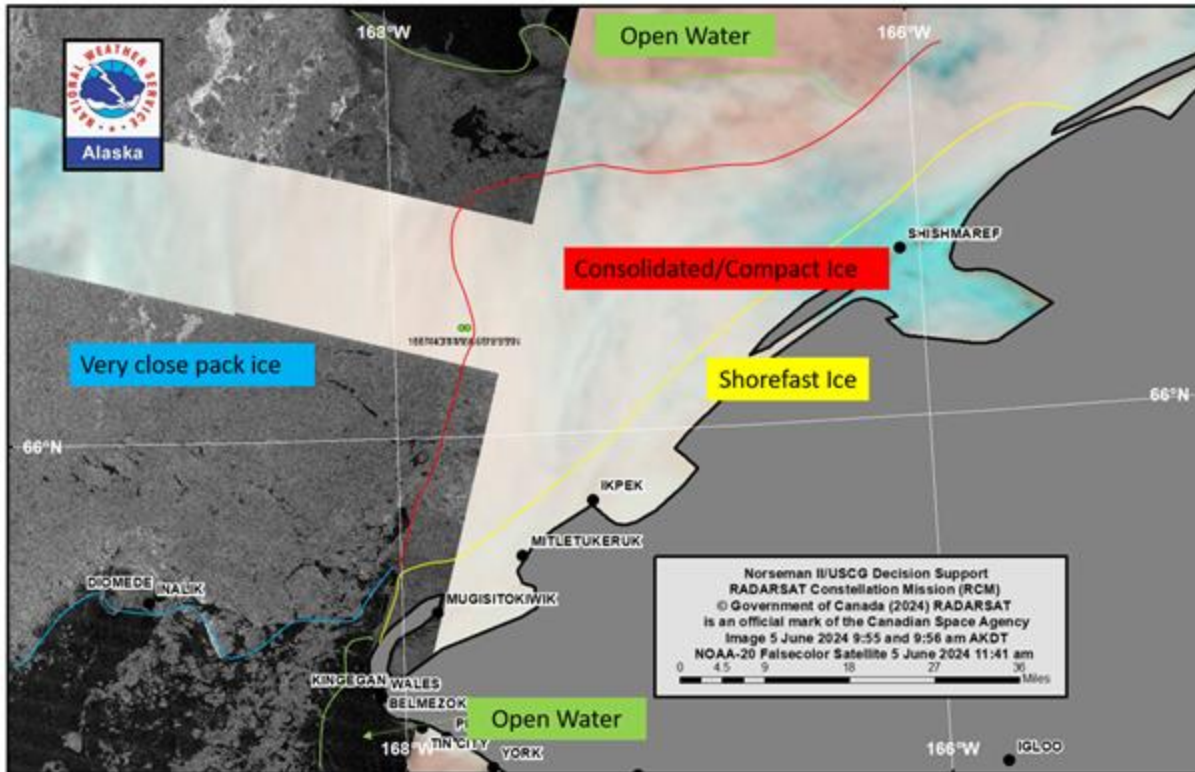 168°W
Open Water
166°W
NATIONAL WEATHER SERVICE
Alaska
SHISHMAREF
Consolidated/Compact Ice
Very close pack ice
Shorefast Ice
66°N
66°N
IKPEK
MITLETUKERUK
DIOMEDE
INALIK
MUGISITOKIWIK
Norseman II/USCG Decision Support
RADARSAT Constellation Mission (RCM)
© Government of Canada (2024) RADARSAT
is an official mark of the Canadian Space Agency
Image 5 June 2024 9:55 and 9:56 am AKDT
NOAA-20 Falsecolor Satellite 5 June 2024 11:41 am
0 4.5 9 18 27 36
Miles
KINGEGAN
WALES
BELMEZOK
Open Water
TIN CITY
168°W
YORK
166°W
IGLOO